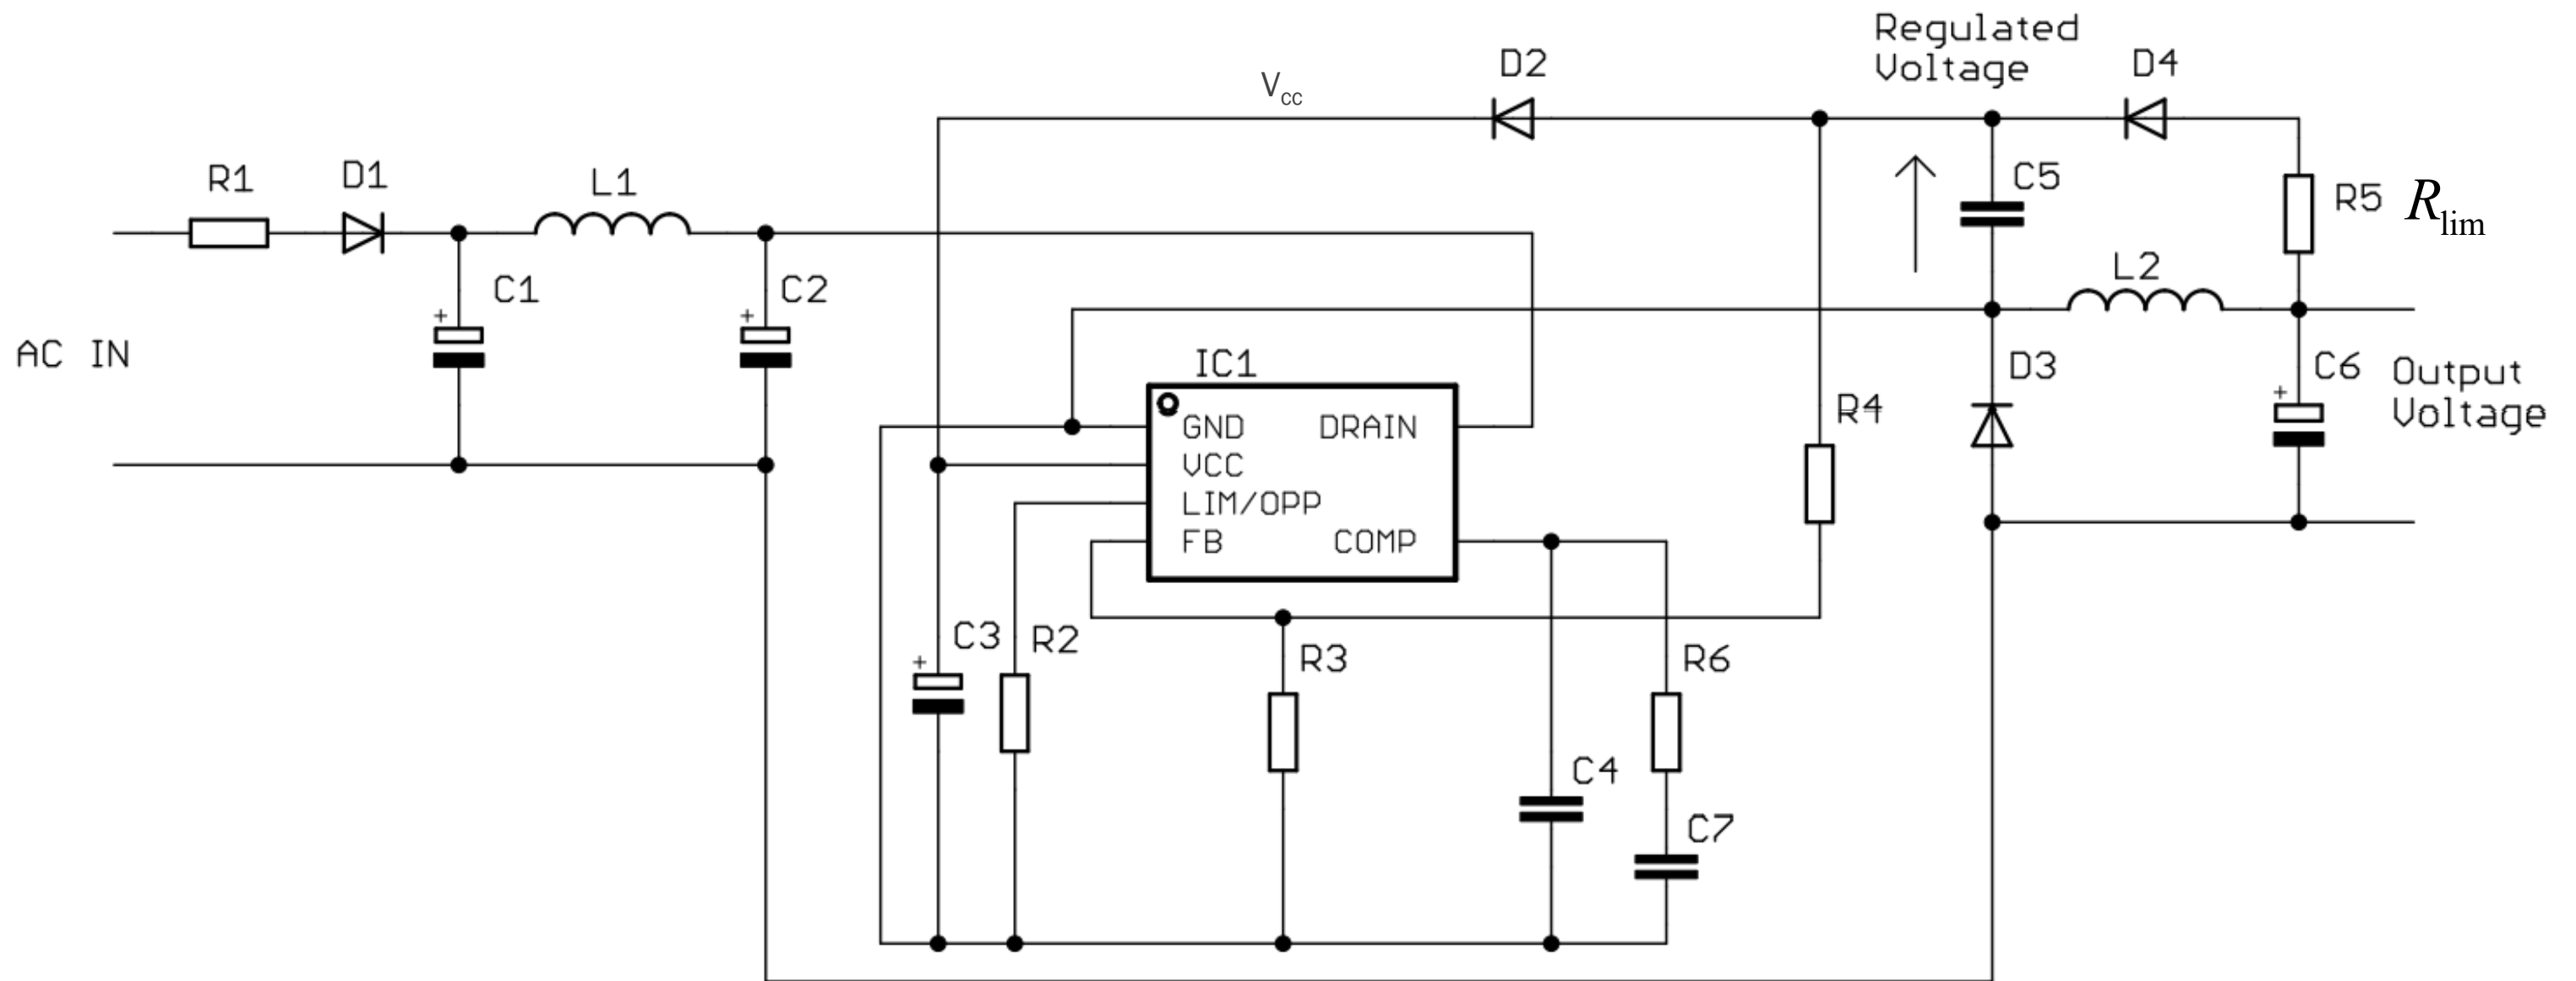 Regulated
Voltage
D2
D4
Vcc
R1
D1
L1
C5
R5
Rlim
C1
C2
L2
AC IN
IC1
D3
C6
Output
Voltage
+
+
+
R4
GND
DRAIN
VCC
LIM/OPP
FB
COMP
C3
R2
+
R3
R6
C4
C7